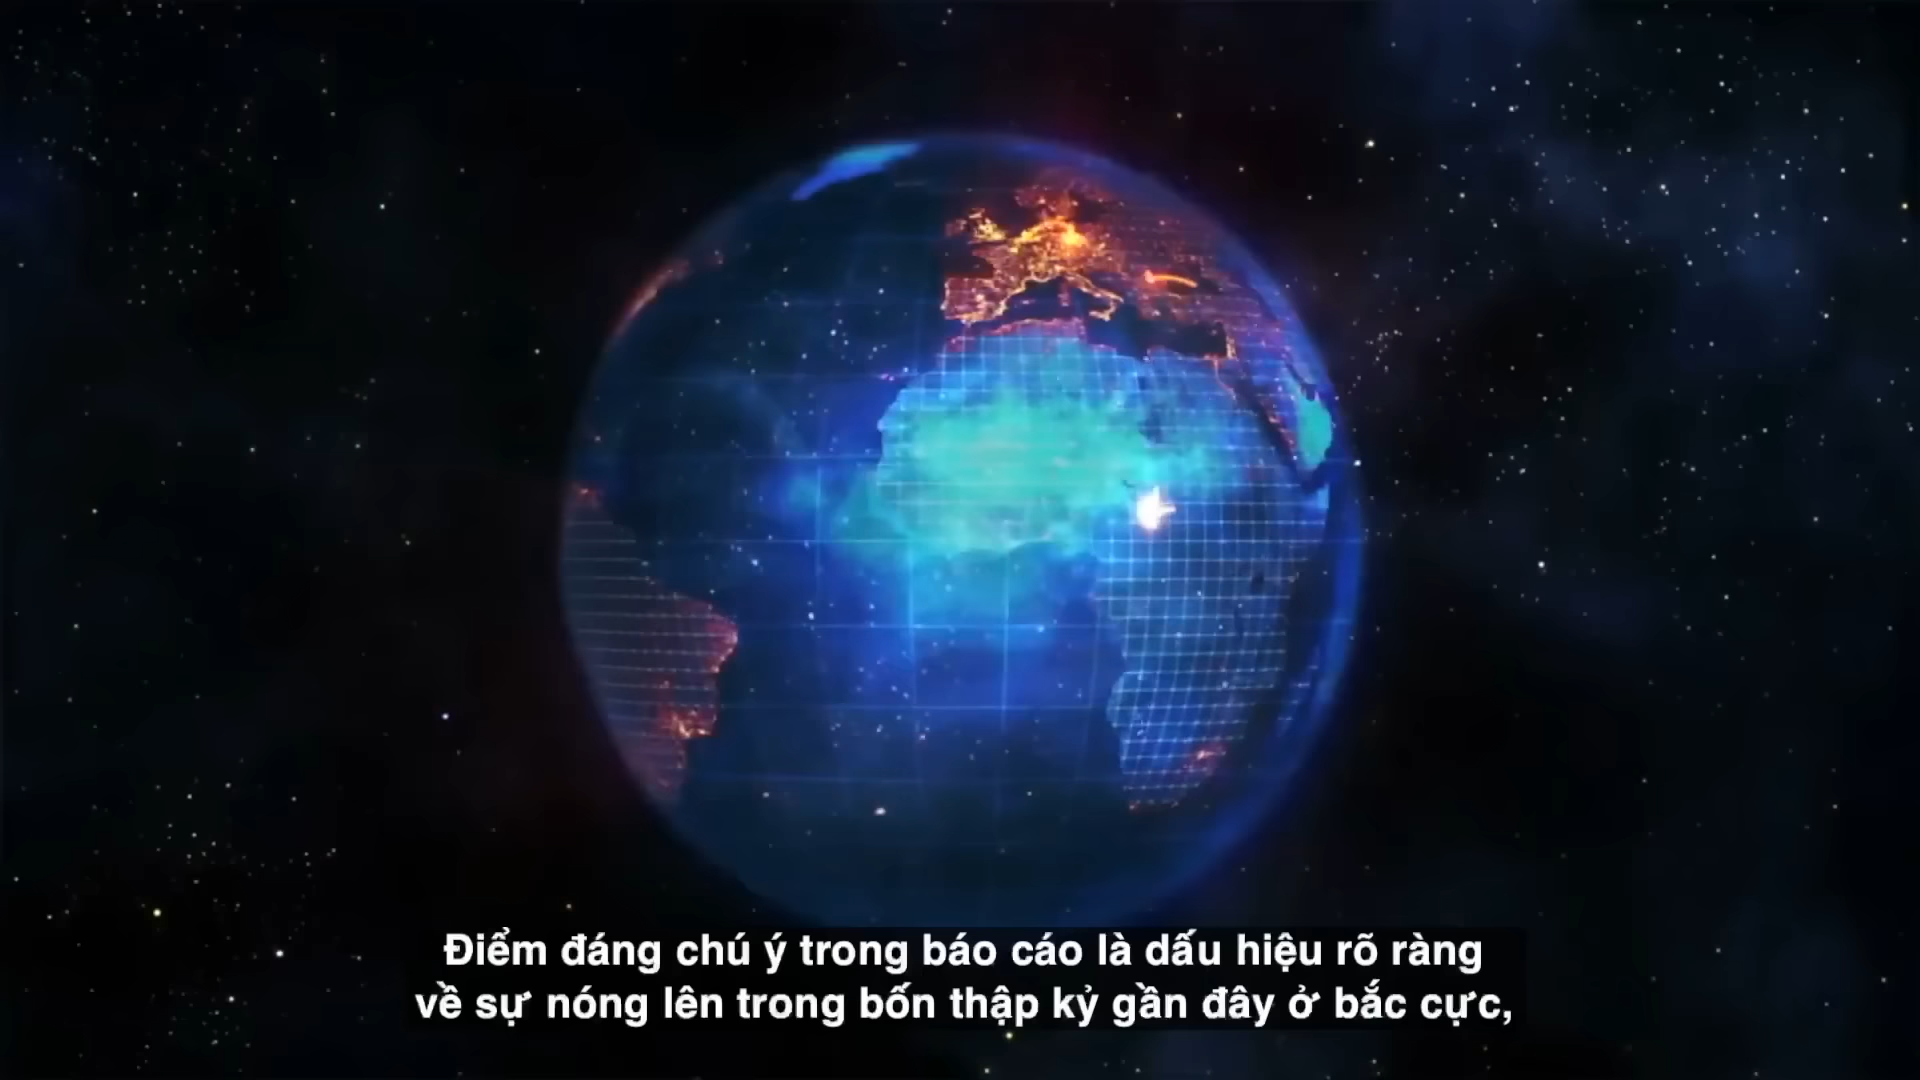 Điểm đáng chú ý trong báo cáo là dấu hiệu rõ ràng
về sự nóng lên trong bốn thập kỷ gần đây ở bắc cực,